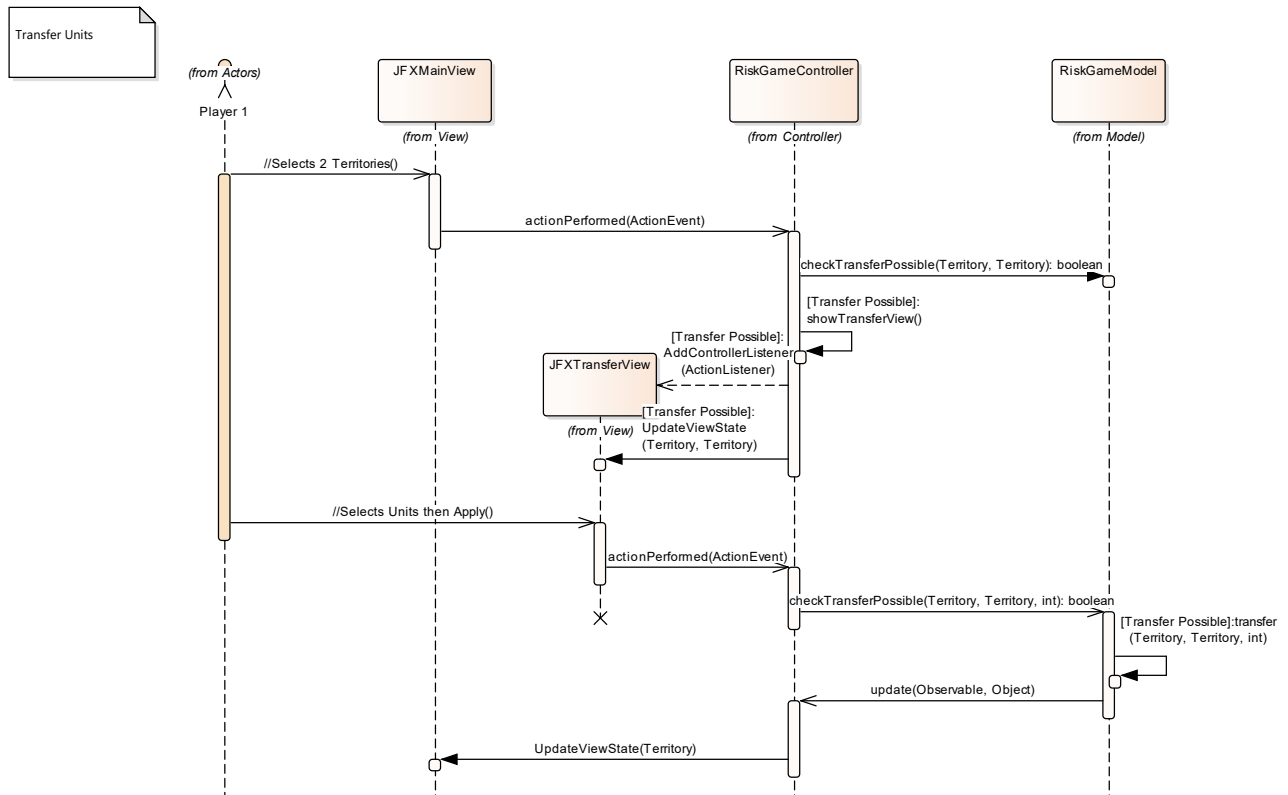 Transfer Units
(from Actors)
Player 1
JFXMainView
(from View)
RiskGameController
(from Controller)
RiskGameModel
(from Model)
//Selects 2 Territories()
actionPerformed(ActionEvent)
checkTransferPossible(Territory, Territory): boolean
[Transfer Possible]:
showTransferView()
[Transfer Possible]:
AddControllerListener
(ActionListener)
JFXTransferView
(from View)
[Transfer Possible]:
UpdateViewState
(Territory, Territory)
//Selects Units then Apply()
actionPerformed(ActionEvent)
checkTransferPossible(Territory, Territory, int): boolean
[Transfer Possible]:transfer
(Territory, Territory, int)
update(Observable, Object)
UpdateViewState(Territory)